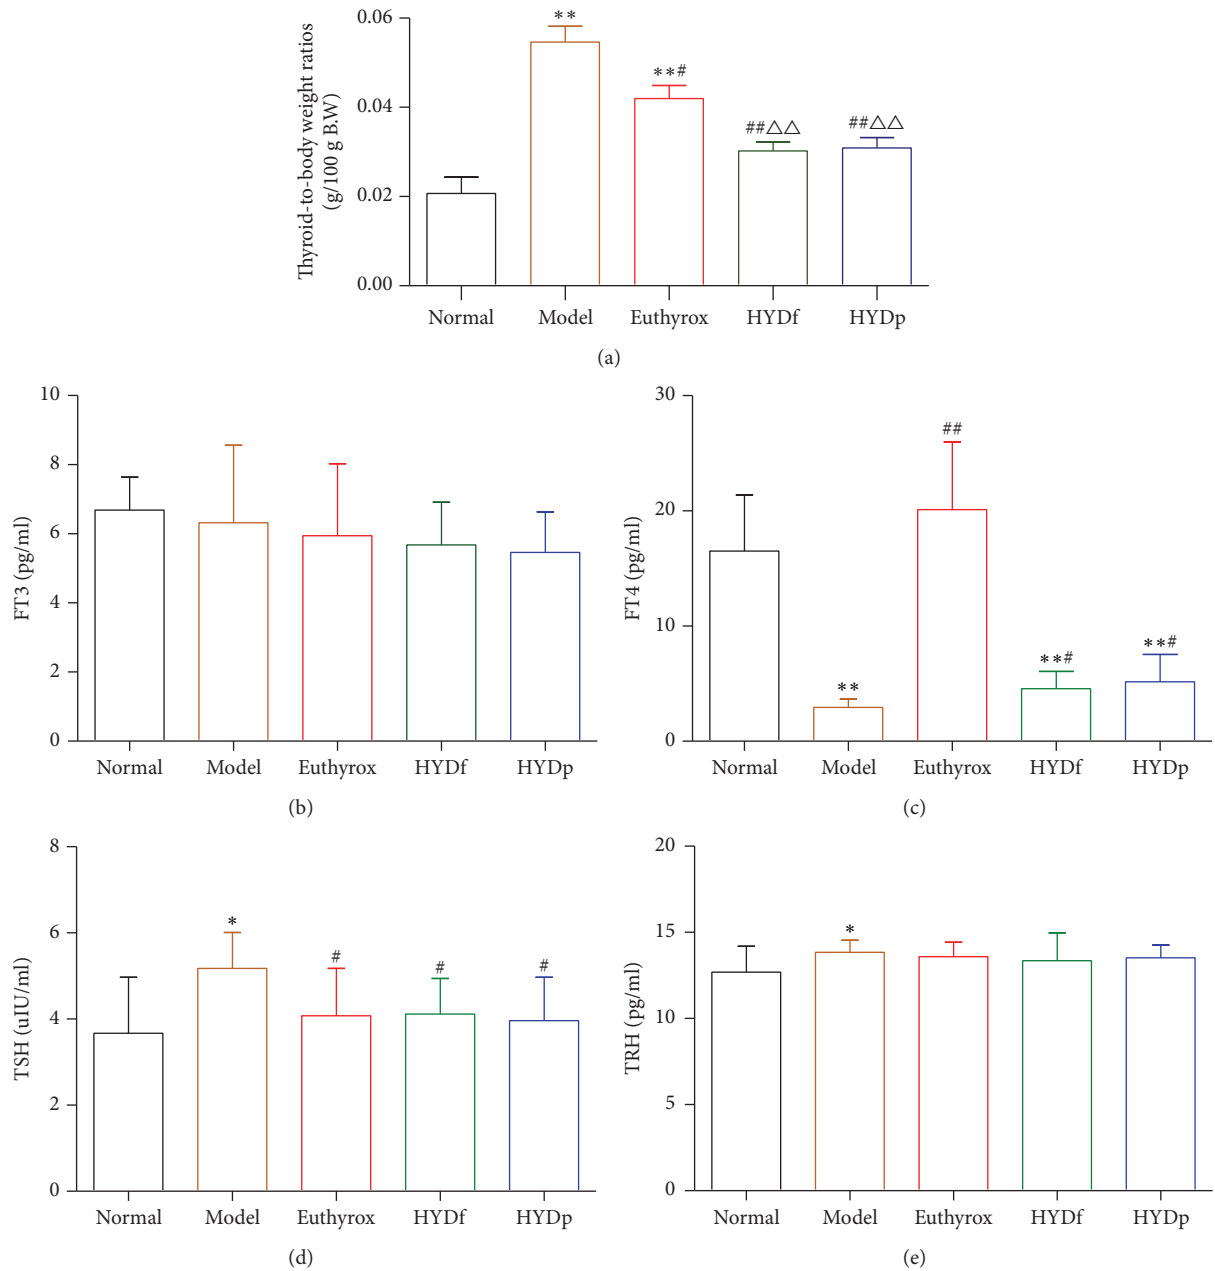 Thyroid-to-body weight ratios
(g/100 g B.W)
0.06
0.04
0.02
0.00
**
**#
##△△
##△△
Normal Model Euthyrox HYDf HYDp
(a)
FT3 (pg/ml)
10
8
6
4
2
0
Normal Model Euthyrox HYDf HYDp
(b)
FT4 (pg/ml)
30
20
10
0
**
##
**#
**#
Normal Model Euthyrox HYDf HYDp
(c)
TSH (uIU/ml)
8
6
4
2
0
*
#
#
#
Normal Model Euthyrox HYDf HYDp
(d)
TRH (pg/ml)
20
15
10
5
0
*
Normal Model Euthyrox HYDf HYDp
(e)